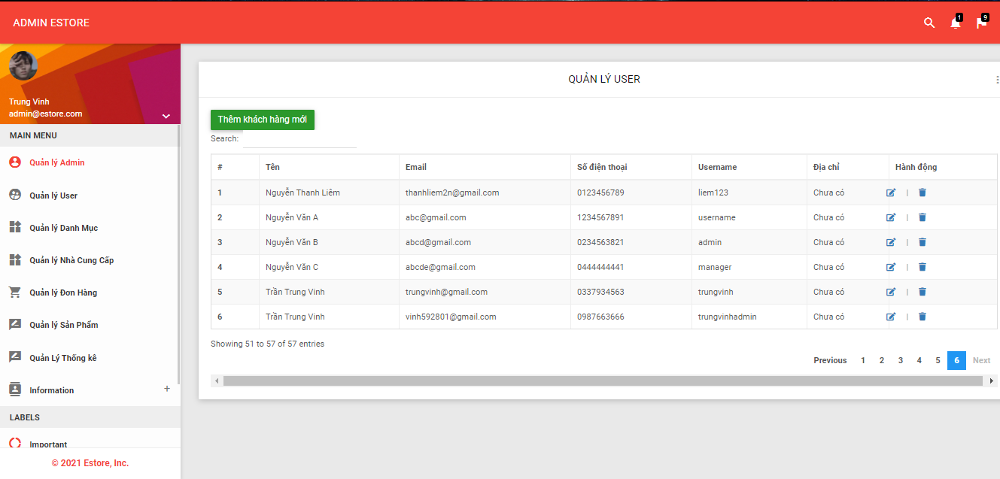 ADMIN ESTORE
1
9
Trung Vinh
admin@estore.com
MAIN MENU
Quản lý Admin
Quản lý User
Quản lý Danh Mục
Quản lý Nhà Cung Cấp
Quản lý Đơn Hàng
Quản lý Sản Phẩm
Quản Lý Thống kê
Information +
LABELS
Important
© 2021 Estore, Inc.
QUẢN LÝ USER
Thêm khách hàng mới
Search:
# Tên Email Số điện thoại Username Địa chỉ Hành động
1 Nguyễn Thanh Liêm thanhliem2n@gmail.com 0123456789 liem123 Chưa có |
2 Nguyễn Văn A abc@gmail.com 1234567891 username Chưa có |
3 Nguyễn Văn B abcd@gmail.com 0234563821 admin Chưa có |
4 Nguyễn Văn C abcde@gmail.com 0444444441 manager Chưa có |
5 Trần Trung Vinh trungvinh@gmail.com 0337934563 trungvinh Chưa có |
6 Trần Trung Vinh vinh592801@gmail.com 0987663666 trungvinhadmin Chưa có |
Showing 51 to 57 of 57 entries
Previous 1 2 3 4 5 6 Next